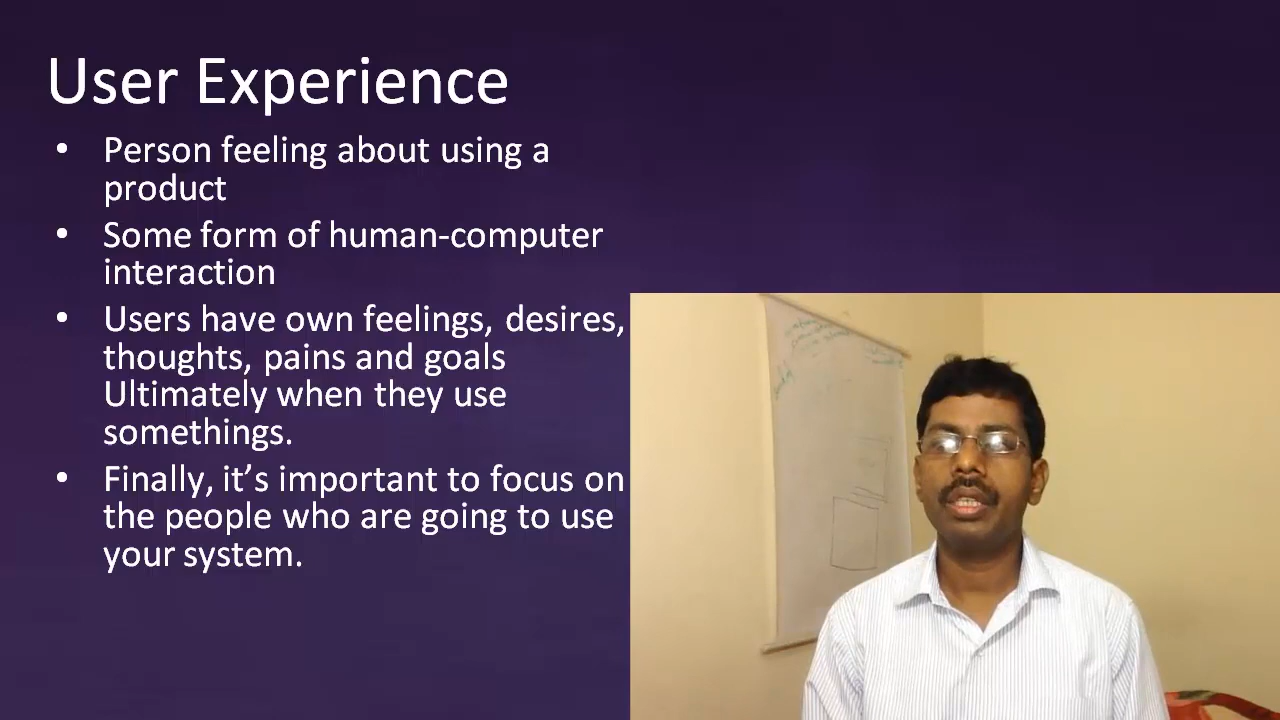 User Experience
• Person feeling about using a
product
• Some form of human-computer
interaction
• Users have own feelings, desires,
thoughts, pains and goals
Ultimately when they use
somethings.
• Finally, it’s important to focus on
the people who are going to use
your system.